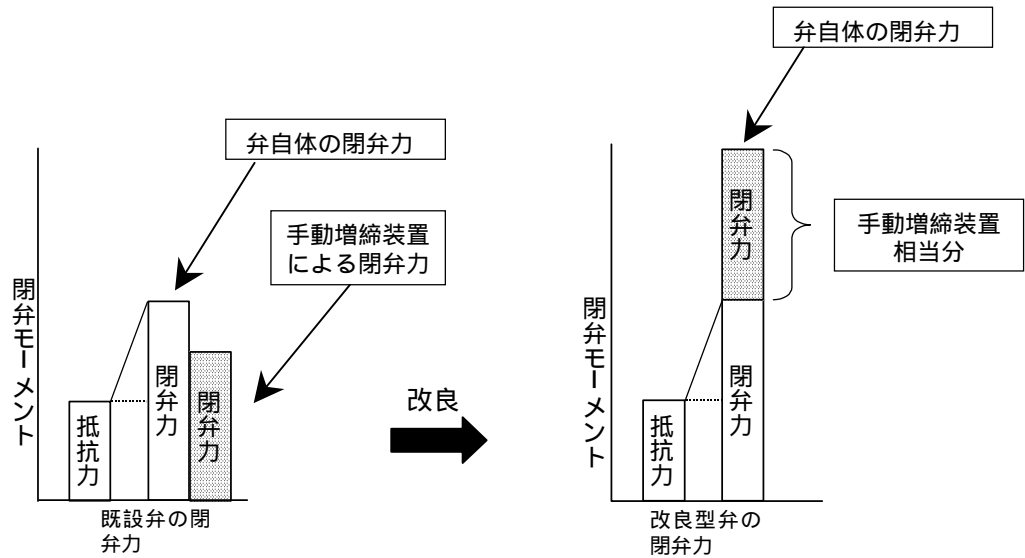 弁自体の閉弁力
手動増締装置
による閉弁力
閉弁モーメント
抵抗力
閉弁力
閉弁力
既設弁の閉
弁力
改良
弁自体の閉弁力
閉弁力
手動増締装置
相当分
閉弁モーメント
抵抗力
閉弁力
改良型弁の
閉弁力